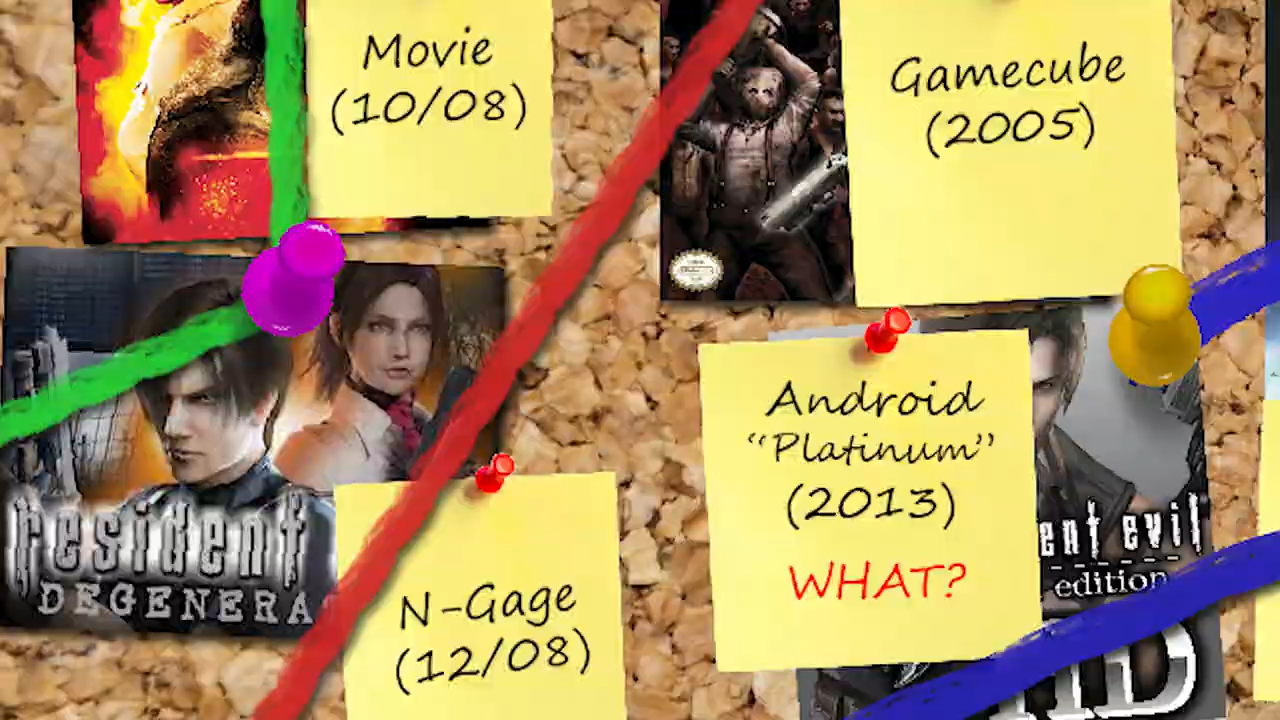 Movie
(10/08)
Gamecube
(2005)
Android
“Platinum”
(2013)
WHAT?
ent evil
edition
HD
resident
DEGENERA
N-Gage
(12/08)